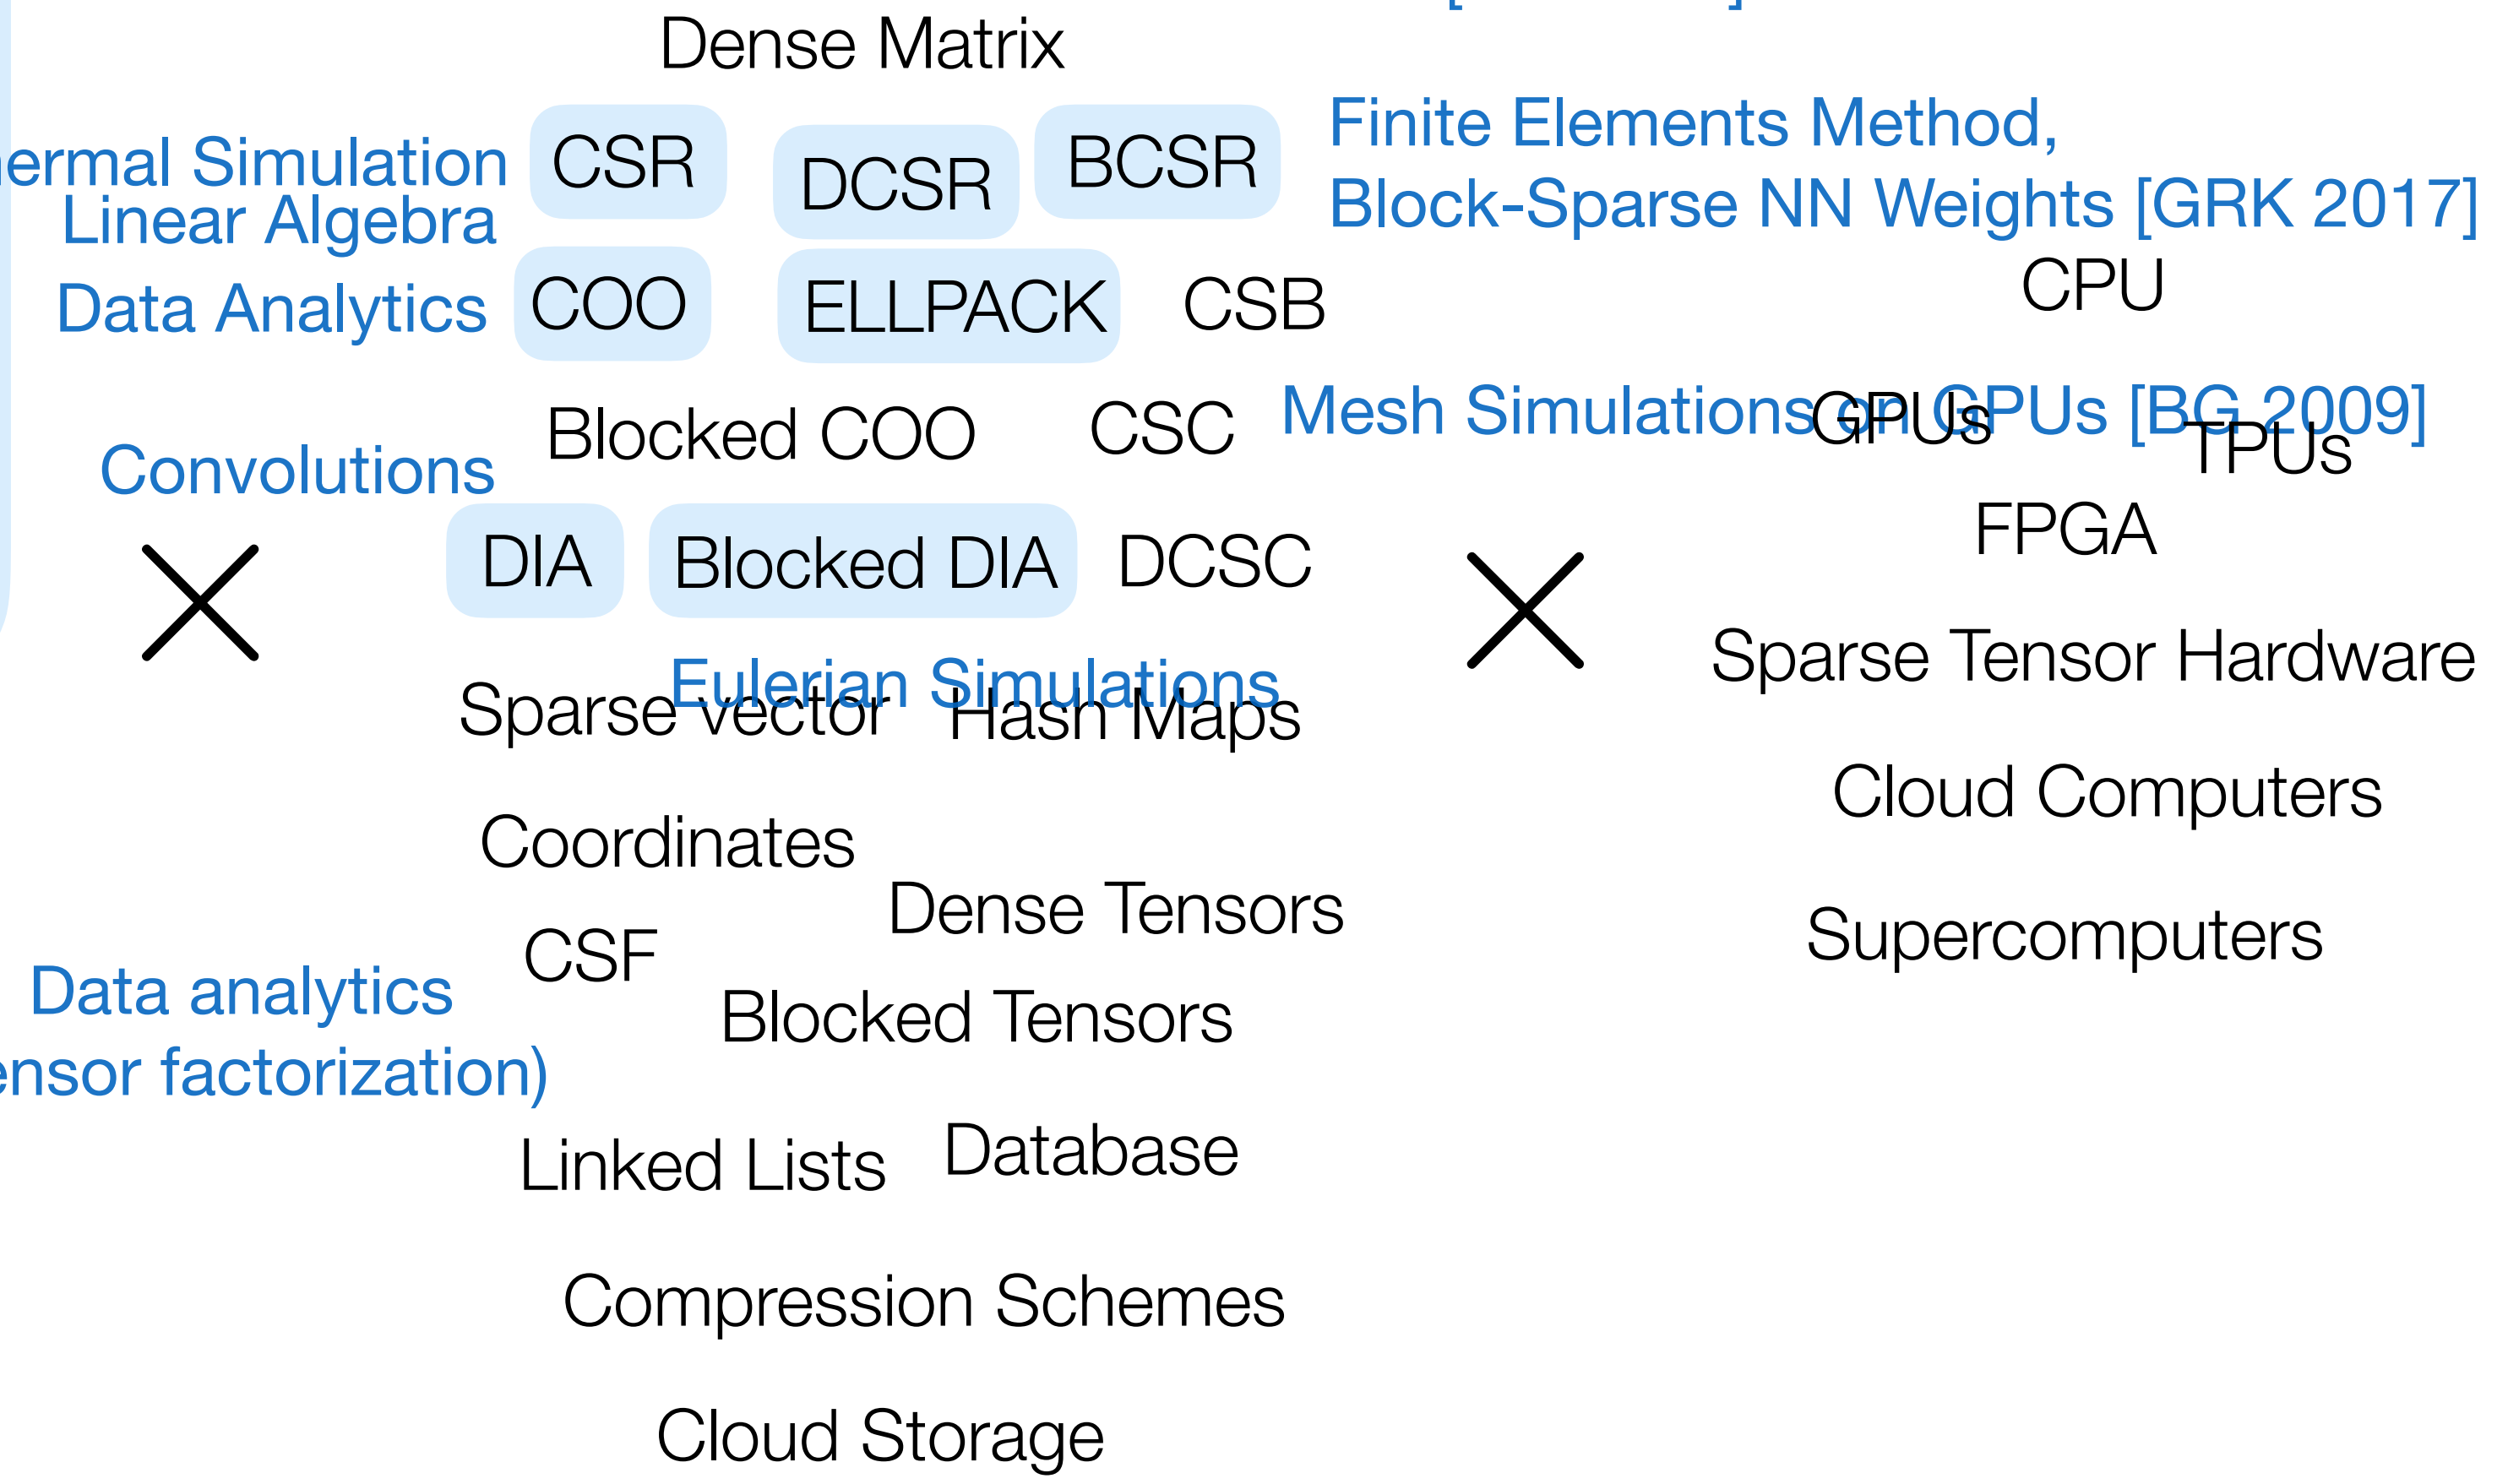 Dense Matrix
Finite Elements Method,
ermal Simulation
CSR
DCSR
BCSR
Block-Sparse NN Weights [GRK 2017]
Linear Algebra
Data Analytics
COO
ELLPACK
CSB
CPU
Blocked COO
CSC
Mesh Simulations on GPUs [BG 2009]
GPUs
TPUs
Convolutions
FPGA
DIA
Blocked DIA
DCSC
Sparse Tensor Hardware
Eulerian Simulations
Sparse vector
Hash Maps
Cloud Computers
Coordinates
Dense Tensors
Supercomputers
CSF
Data analytics
Blocked Tensors
ensor factorization)
Linked Lists
Database
Compression Schemes
Cloud Storage